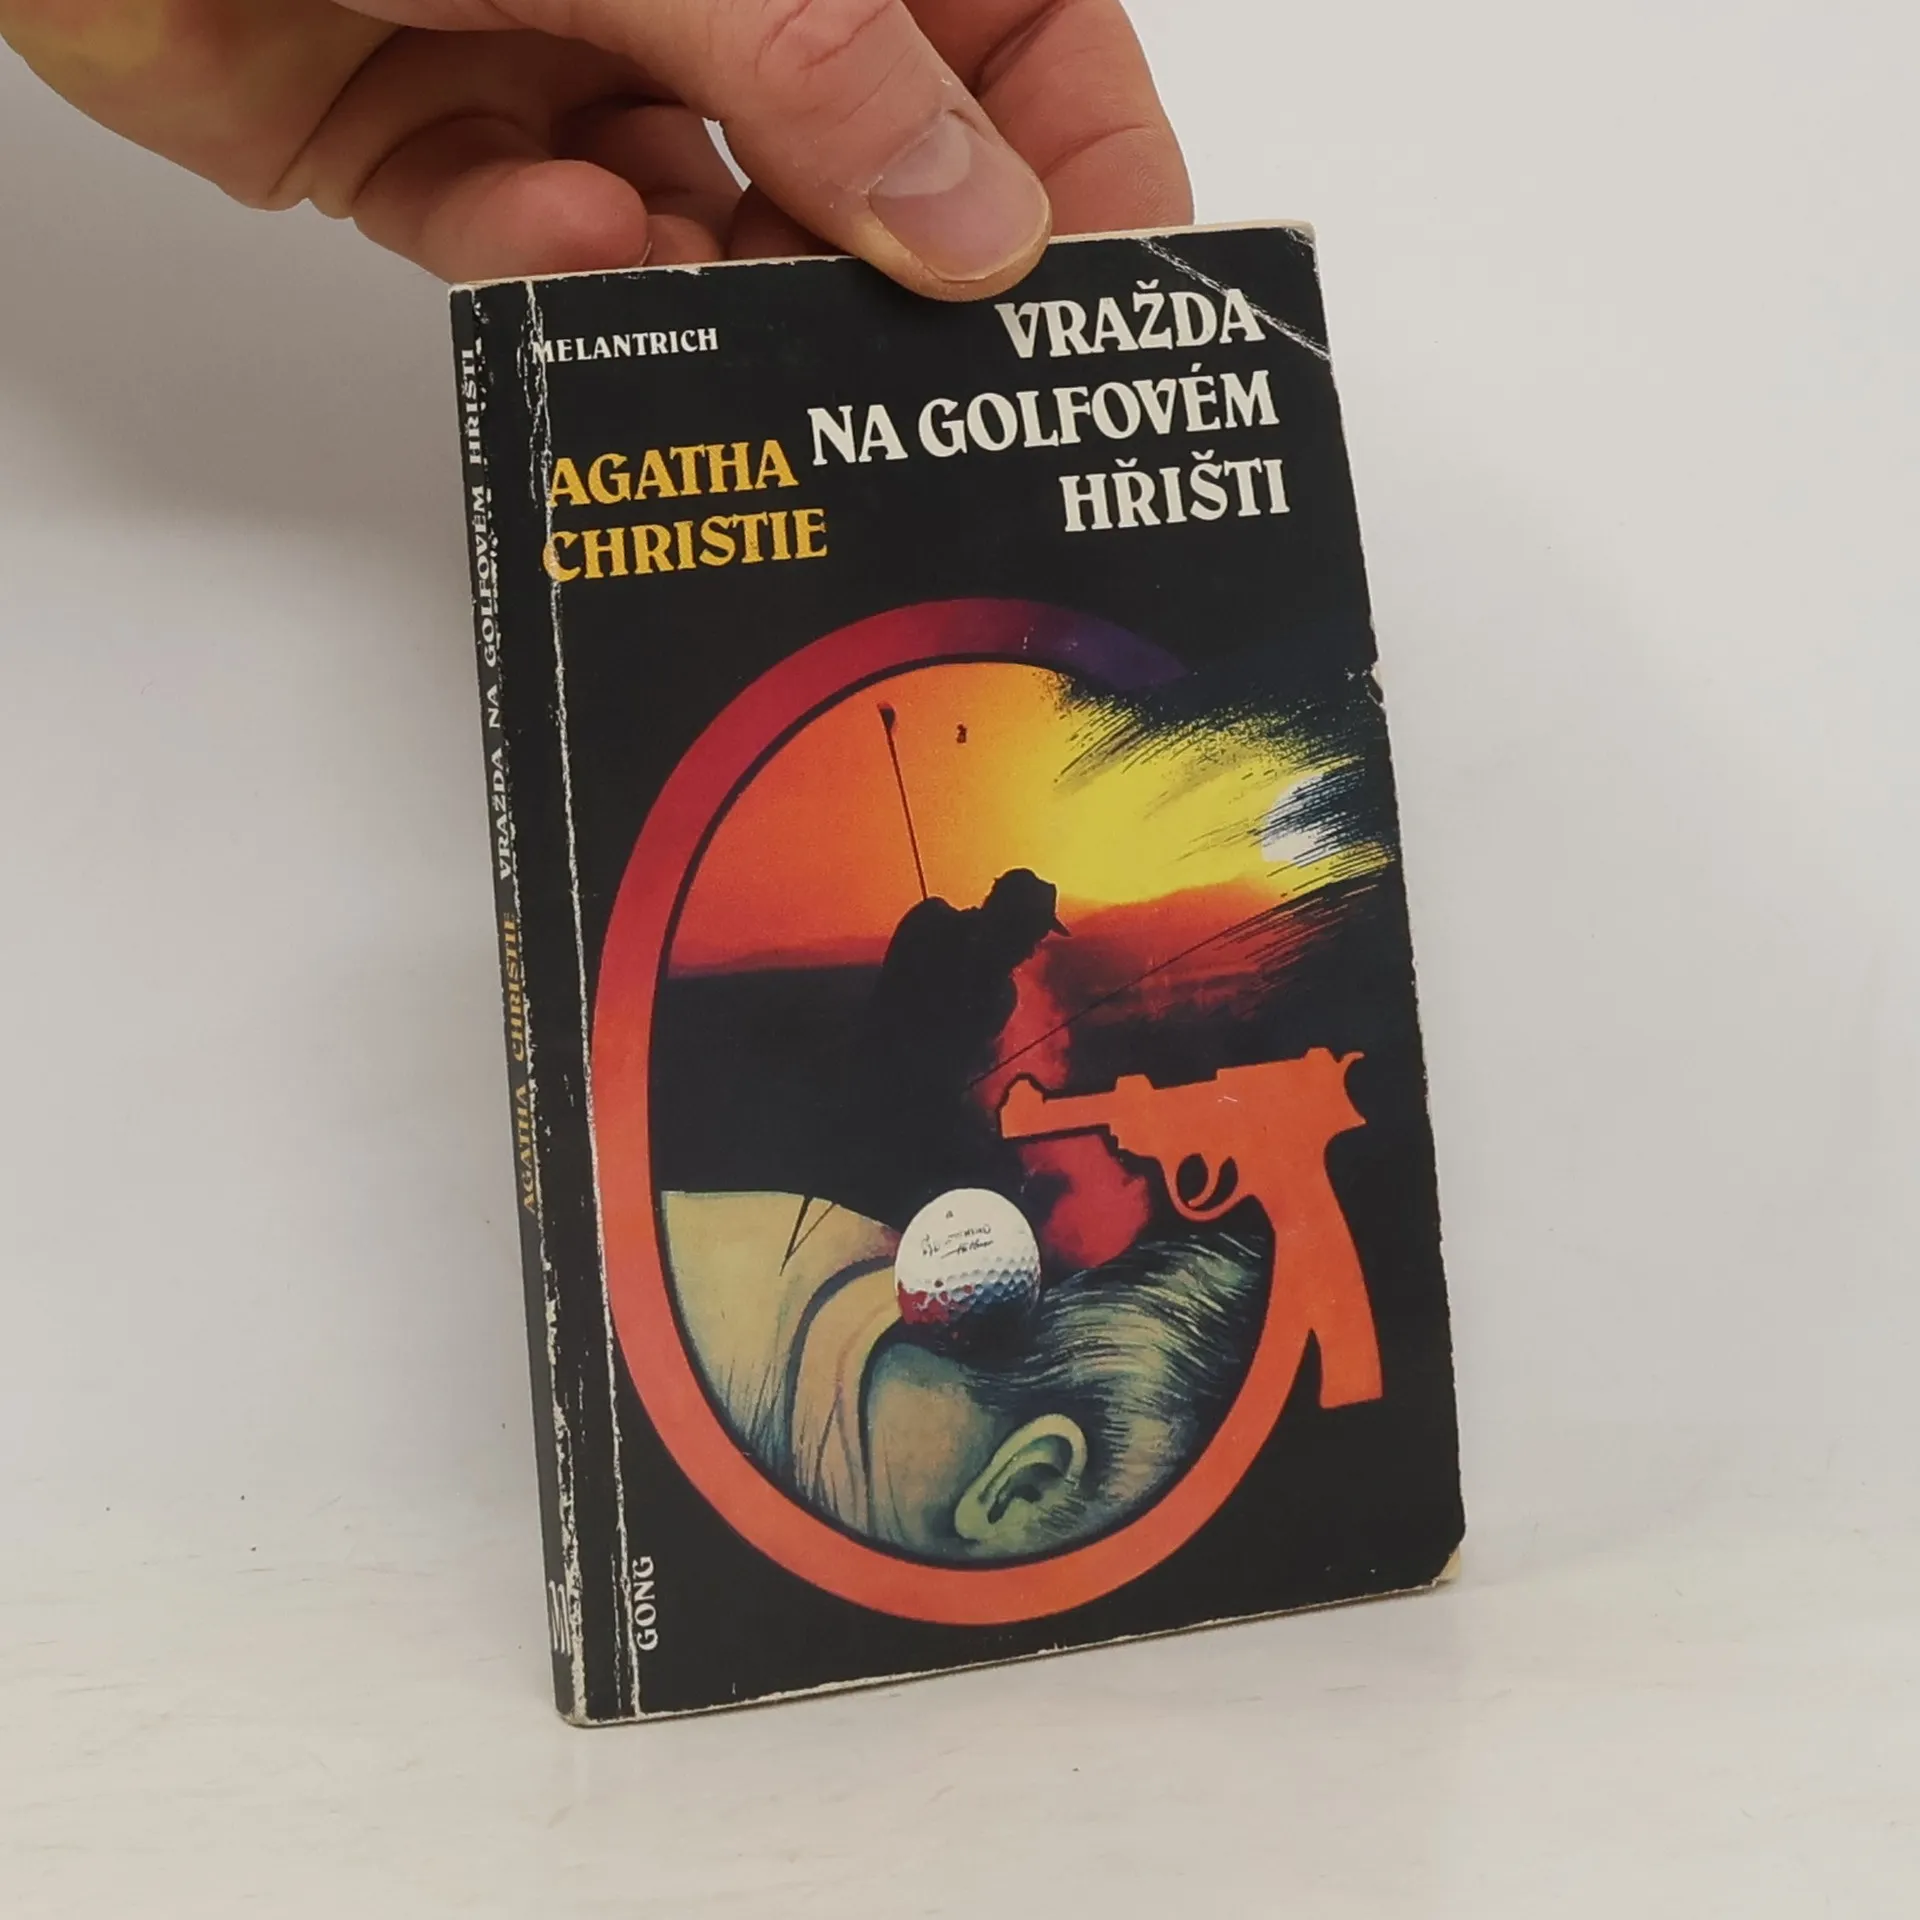 MELANTRICH
VRAŽDA
NA GOLFOVÉM
HŘIŠTI
AGATHA
CHRISTIE
GONG
AGATHA CHRISTIE VRAŽDA NA GOLFOVÉM HŘIŠTI